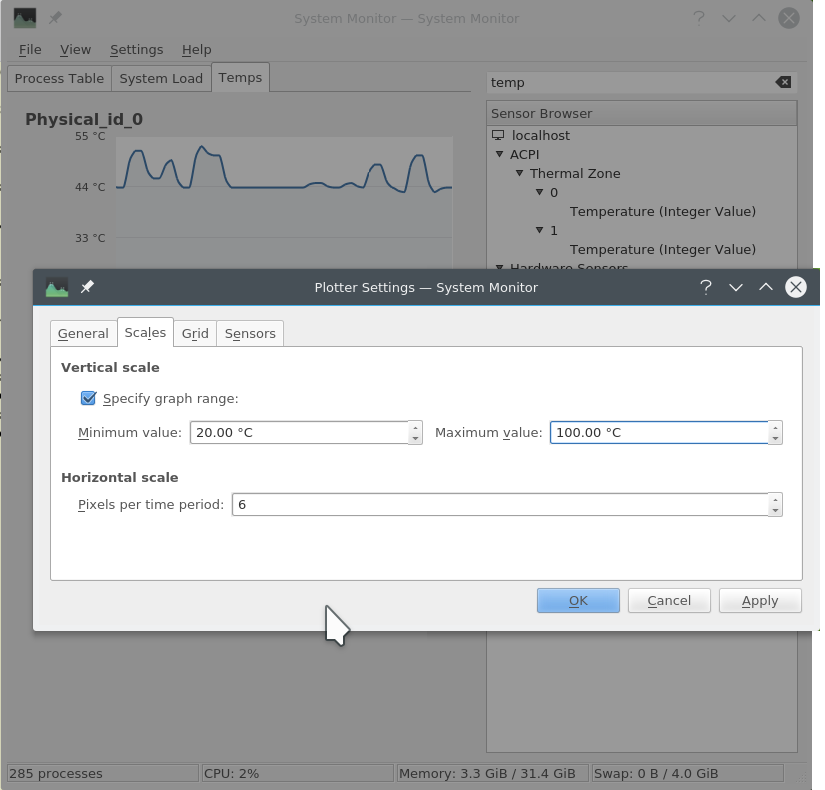 System Monitor — System Monitor
File View Settings Help
Process Table System Load Temps
temp
Physical_id_0
55 °C
44 °C
33 °C
Sensor Browser
localhost
ACPI
Thermal Zone
0
Temperature (Integer Value)
1
Temperature (Integer Value)
Hardware Sensors
Plotter Settings — System Monitor
General Scales Grid Sensors
Vertical scale
Specify graph range:
Minimum value: 20.00 °C Maximum value: 100.00 °C
Horizontal scale
Pixels per time period: 6
OK Cancel Apply
285 processes CPU: 2% Memory: 3.3 GiB / 31.4 GiB Swap: 0 B / 4.0 GiB